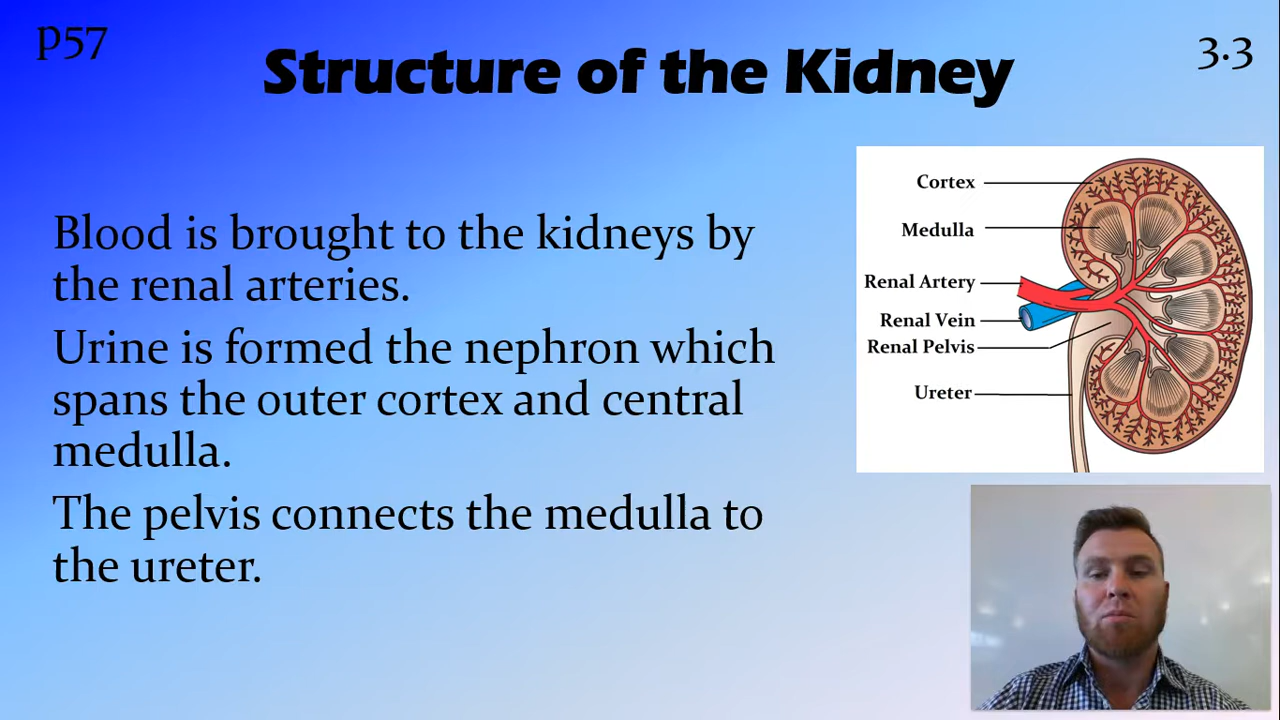 p57
Structure of the Kidney
3.3
Blood is brought to the kidneys by
the renal arteries.
Urine is formed the nephron which
spans the outer cortex and central
medulla.
The pelvis connects the medulla to
the ureter.
Cortex
Medulla
Renal Artery
Renal Vein
Renal Pelvis
Ureter